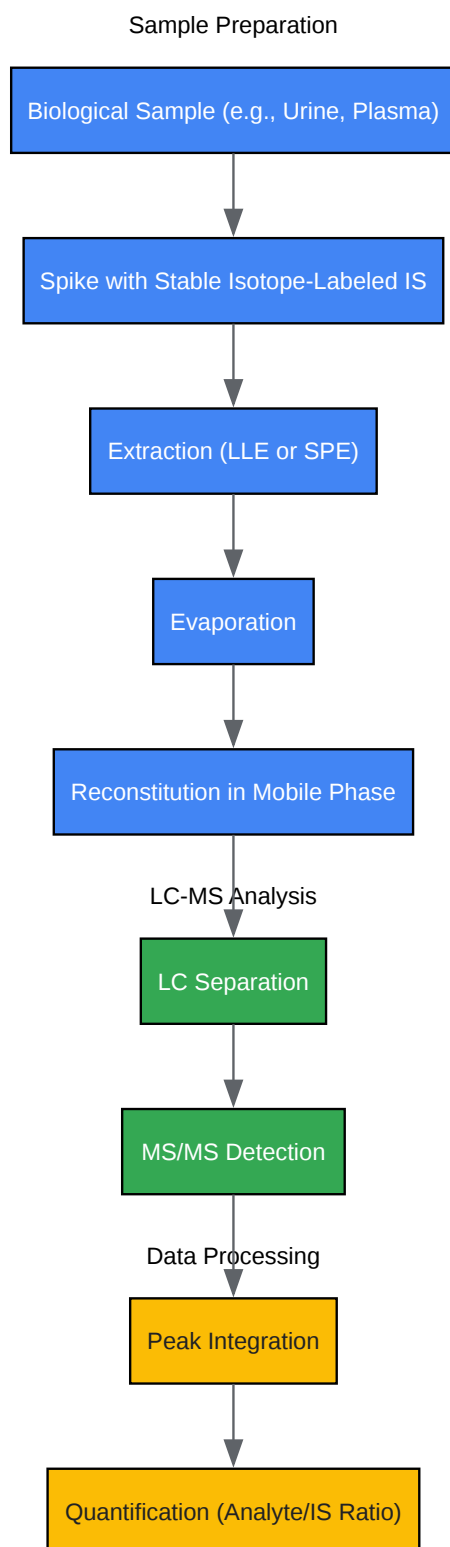 Sample Preparation
Biological Sample (e.g., Urine, Plasma)
Spike with Stable Isotope-Labeled IS
Extraction (LLE or SPE)
Evaporation
Reconstitution in Mobile Phase
LC-MS Analysis
LC Separation
MS/MS Detection
Data Processing
Peak Integration
Quantification (Analyte/IS Ratio)